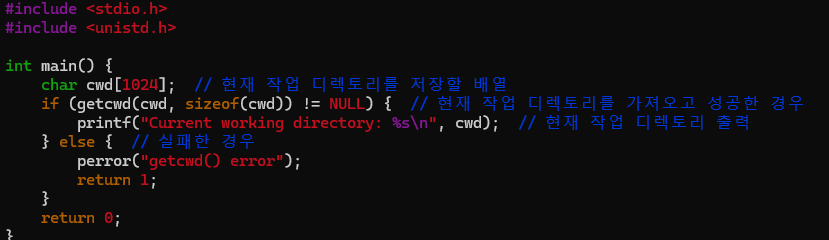 #include <stdio.h>
#include <unistd.h>

int main() {
    char cwd[1024];  // 현재 작업 디렉토리를 저장할 배열
    if (getcwd(cwd, sizeof(cwd)) != NULL) {  // 현재 작업 디렉토리를 가져오고 성공한 경우
        printf("Current working directory: %s\n", cwd);  // 현재 작업 디렉토리 출력
    } else {  // 실패한 경우
        perror("getcwd() error");
        return 1;
    }
    return 0;
}